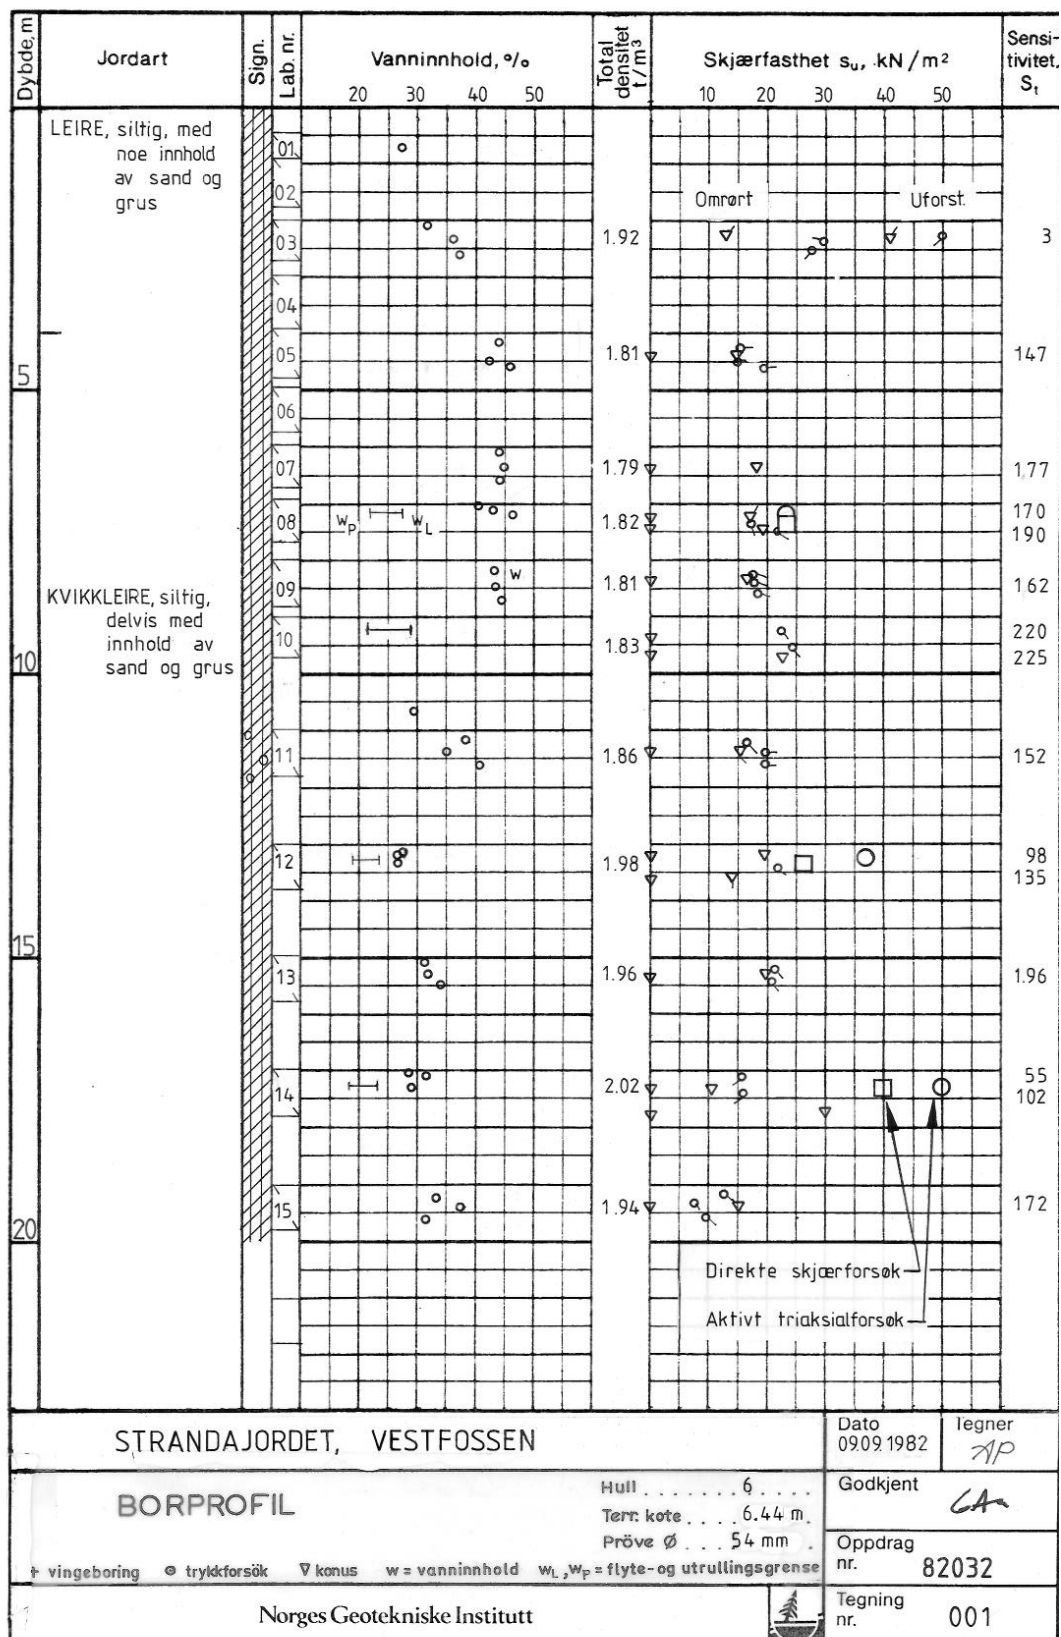 Dybde,m
Jordart
Sign.
Lab. nr.
Vanninnhold, %
Total densitet t/m³
Skjærfasthet su, kN/m²
Sensi-
tivitet,
St
20 30 40 50
10 20 30 40 50
LEIRE, siltig, med
noe innhold
av sand og
grus
01
02
Omrørt Uforst.
03 1.92 3
04
05 1.81 147
5
06
07 1.79 177
08 wP wL 1.82 170
190
09 w 1.81 162
KVIKKLEIRE, siltig,
delvis med
innhold av
sand og grus
10 1.83 220
225
10
11 1.86 152
12 1.98 98
135
15
13 1.96 1.96
14 2.02 55
102
15 1.94 172
20
Direkte skjærforsøk
Aktivt triaksialforsøk
STRANDAJORDET, VESTFOSSEN
Dato
09.09.1982
Tegner
AP
BORPROFIL
Hull . . . . . . . . 6 . . . .
Terr. kote . . . . 6.44 m.
Pröve Ø . . . 54 mm .
Godkjent
Oppdrag
nr. 82032
+ vingeboring ⊙ trykkforsök ▽ konus w = vanninnhold wL, wP = flyte- og utrullingsgrense
Norges Geotekniske Institutt
Tegning
nr. 001